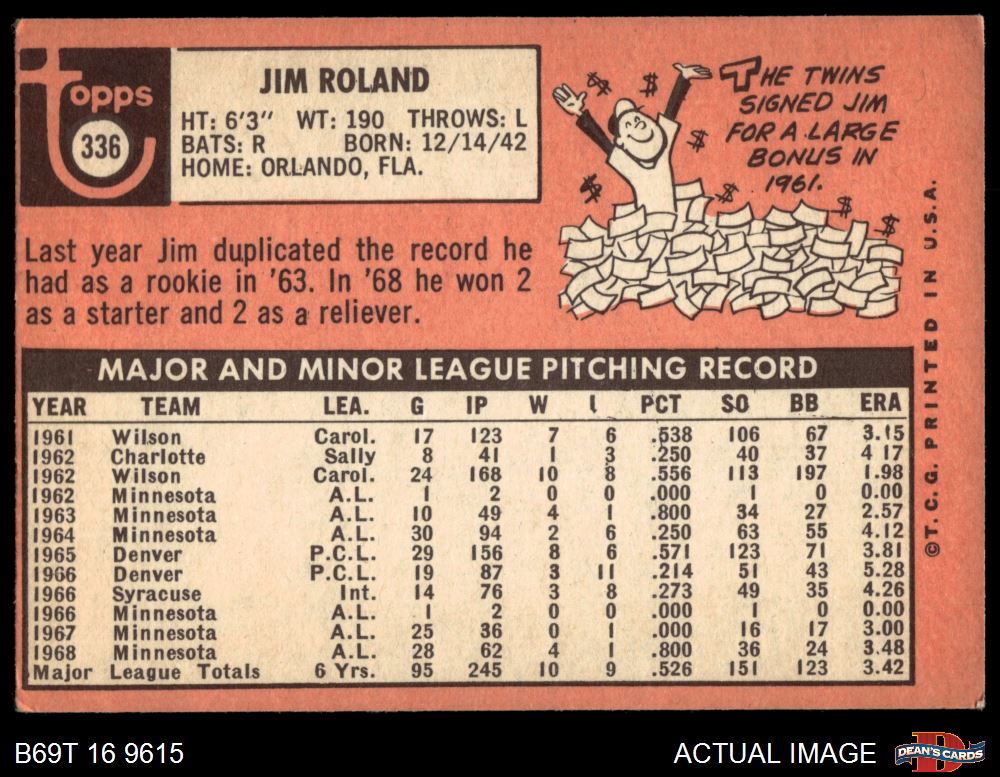 topps
336
JIM ROLAND
HT: 6'3" WT: 190 THROWS: L
BATS: R BORN: 12/14/42
HOME: ORLANDO, FLA.
THE TWINS
SIGNED JIM
FOR A LARGE
BONUS IN
1961.
Last year Jim duplicated the record he
had as a rookie in '63. In '68 he won 2
as a starter and 2 as a reliever.
MAJOR AND MINOR LEAGUE PITCHING RECORD
YEAR TEAM LEA. G IP W L PCT SO BB ERA
1961 Wilson Carol. 17 123 7 6 .538 106 67 3.15
1962 Charlotte Sally 8 41 1 3 .250 40 37 4.17
1962 Wilson Carol. 24 168 10 8 .556 113 197 1.98
1962 Minnesota A.L. 1 2 0 0 .000 1 0 0.00
1963 Minnesota A.L. 10 49 4 1 .800 34 27 2.57
1964 Minnesota A.L. 30 94 2 6 .250 63 55 4.12
1965 Denver P.C.L. 29 156 8 6 .571 123 71 3.81
1966 Denver P.C.L. 19 87 3 11 .214 51 43 5.28
1966 Syracuse Int. 14 76 3 8 .273 49 35 4.26
1966 Minnesota A.L. 1 2 0 0 .000 1 0 0.00
1967 Minnesota A.L. 25 36 0 1 .000 16 17 3.00
1968 Minnesota A.L. 28 62 4 1 .800 36 24 3.48
Major League Totals 6 Yrs. 95 245 10 9 .526 151 123 3.42
©T.C.G. PRINTED IN U.S.A.
B69T 16 9615
ACTUAL IMAGE
DEAN'S CARDS